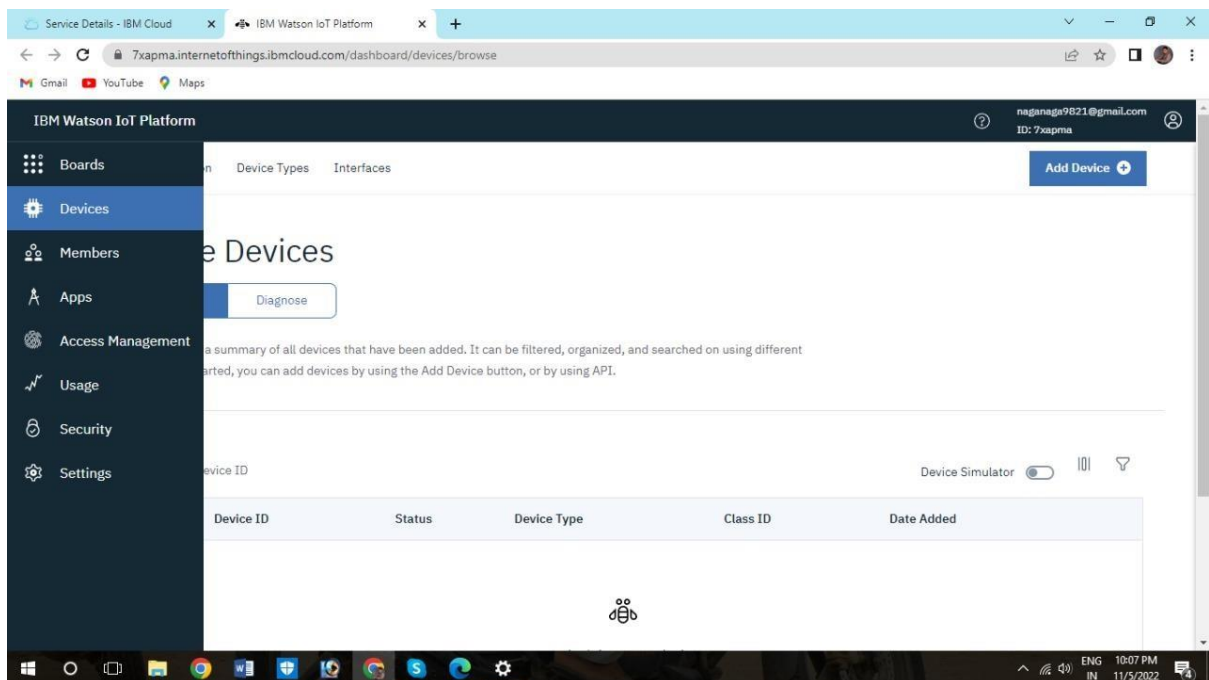 Service Details - IBM Cloud
IBM Watson IoT Platform
7xapma.internetofthings.ibmcloud.com/dashboard/devices/browse
Gmail YouTube Maps
IBM Watson IoT Platform
naganaga9821@gmail.com
ID: 7xapma
Boards
Devices
Members
Apps
Access Management
Usage
Security
Settings
n Device Types Interfaces
Add Device
e Devices
Diagnose
a summary of all devices that have been added. It can be filtered, organized, and searched on using different
arted, you can add devices by using the Add Device button, or by using API.
evice ID
Device Simulator
Device ID Status Device Type Class ID Date Added
ENG 10:07 PM
IN 11/5/2022